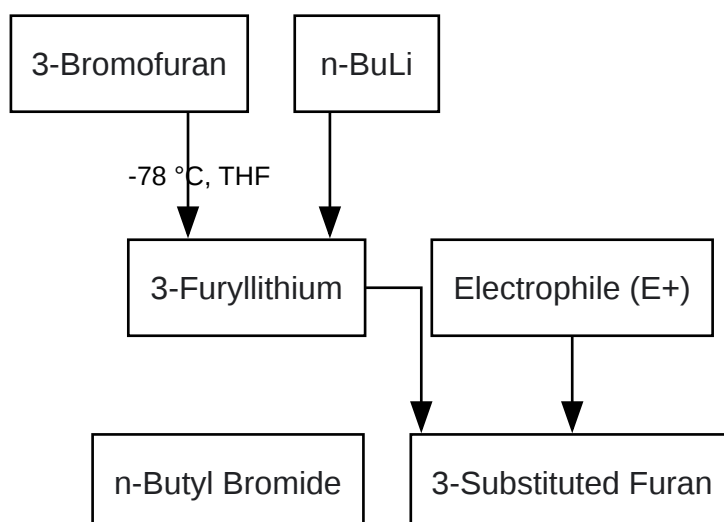 3-Bromofuran
n-BuLi
-78 °C, THF
3-Furyllithium
Electrophile (E+)
n-Butyl Bromide
3-Substituted Furan